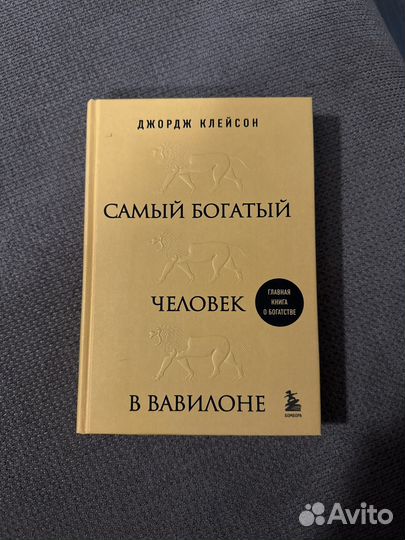 ДЖОРДЖ КЛЕЙСОН
САМЫЙ БОГАТЫЙ
ЧЕЛОВЕК
ГЛАВНАЯ
КНИГА
О БОГАТСТВЕ
В ВАВИЛОНЕ
БОМБОРА
Avito